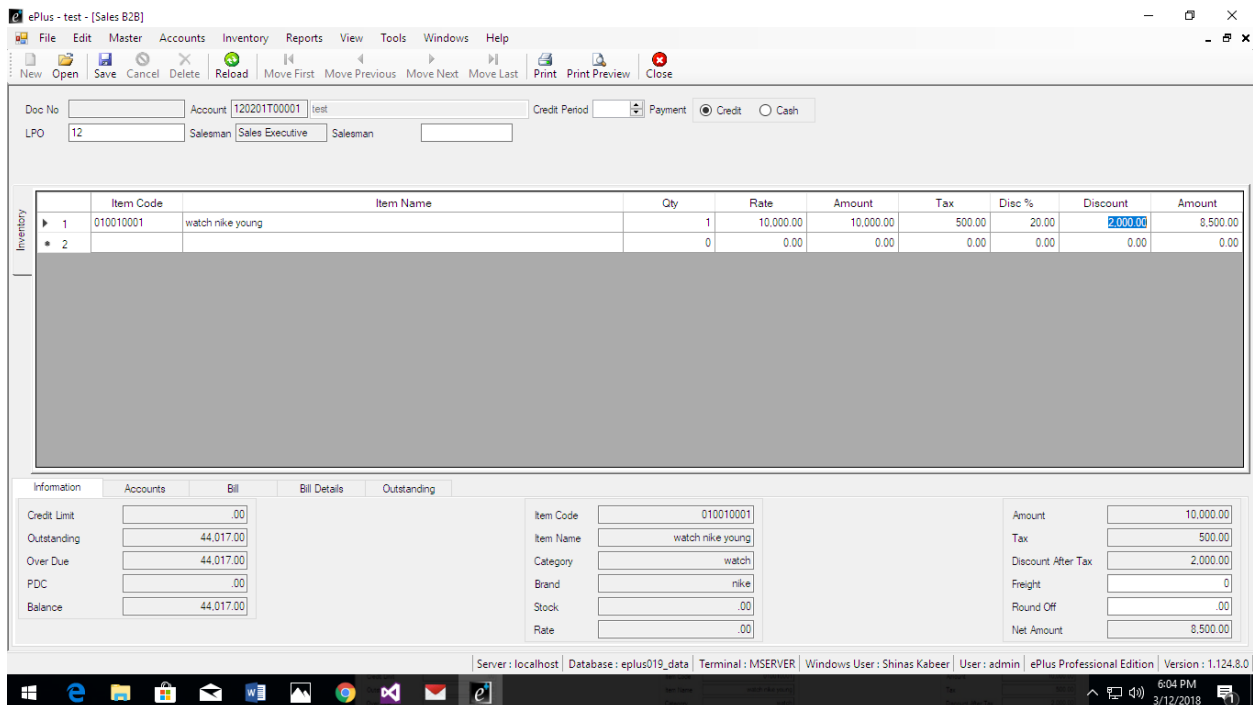 ePlus - test - [Sales B2B]
File Edit Master Accounts Inventory Reports View Tools Windows Help
New Open Save Cancel Delete Reload Move First Move Previous Move Next Move Last Print Print Preview Close
Doc No Account 120201T00001 test Credit Period Payment Credit Cash
LPO 12 Salesman Sales Executive Salesman
Inventory
Item Code Item Name Qty Rate Amount Tax Disc % Discount Amount
1 010010001 watch nike young 1 10,000.00 10,000.00 500.00 20.00 2,000.00 8,500.00
2 0 0.00 0.00 0.00 0.00 0.00 0.00
Information Accounts Bill Bill Details Outstanding
Credit Limit .00 Item Code 010010001 Amount 10,000.00
Outstanding 44,017.00 Item Name watch nike young Tax 500.00
Over Due 44,017.00 Category watch Discount After Tax 2,000.00
PDC .00 Brand nike Freight 0
Balance 44,017.00 Stock .00 Round Off .00
Rate .00 Net Amount 8,500.00
Server : localhost Database : eplus019_data Terminal : MSERVER Windows User : Shinas Kabeer User : admin ePlus Professional Edition Version : 1.124.8.0
6:04 PM
3/12/2018